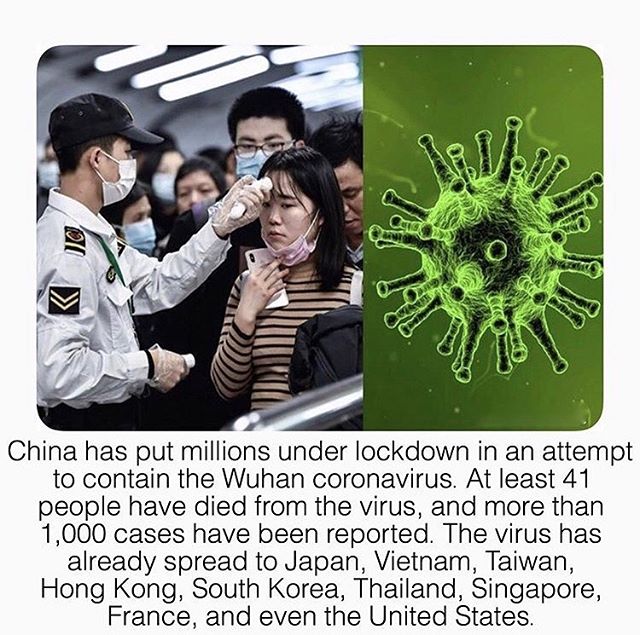 China has put millions under lockdown in an attempt
to contain the Wuhan coronavirus. At least 41
people have died from the virus, and more than
1,000 cases have been reported. The virus has
already spread to Japan, Vietnam, Taiwan,
Hong Kong, South Korea, Thailand, Singapore,
France, and even the United States.